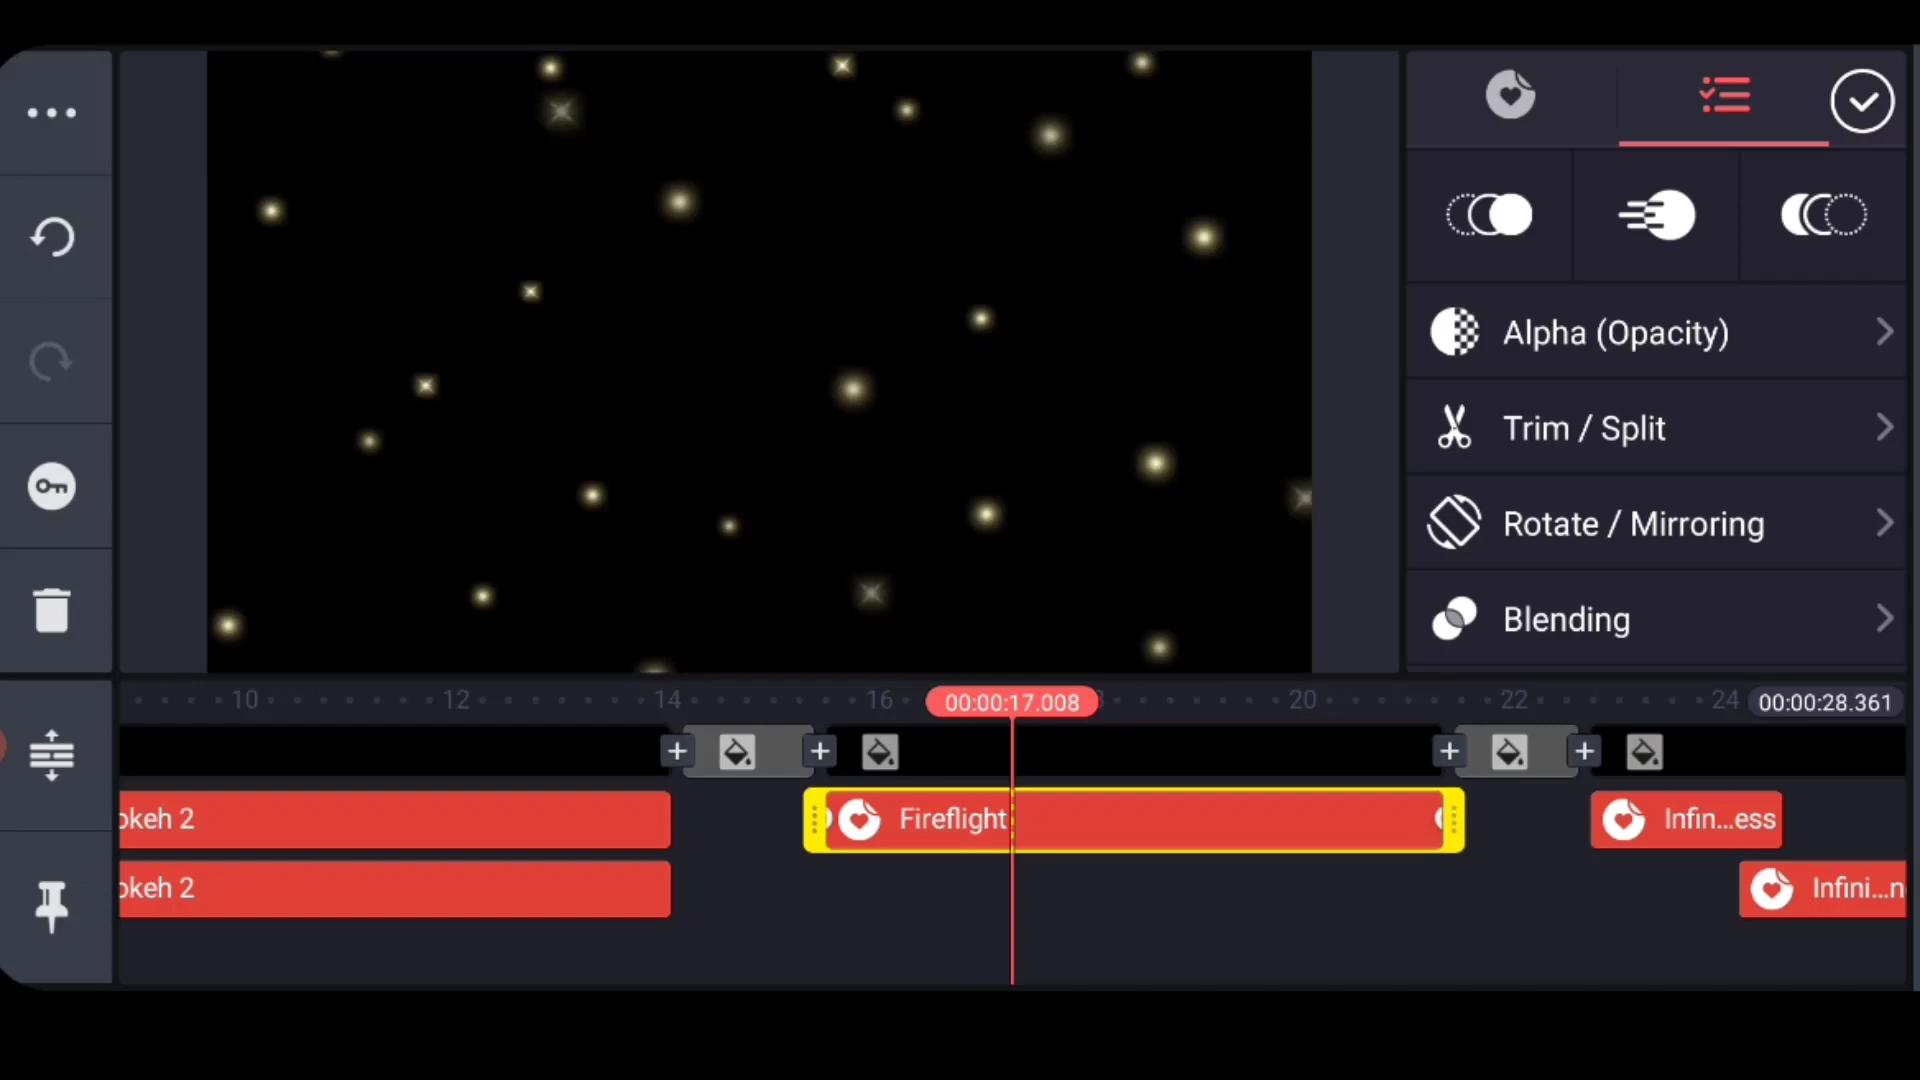 Alpha (Opacity)
Trim / Split
Rotate / Mirroring
Blending
10 12 14 16 00:00:17.008 20 22 24 00:00:28.361
okeh 2
Fireflight
Infin...ess
okeh 2
Infini...n